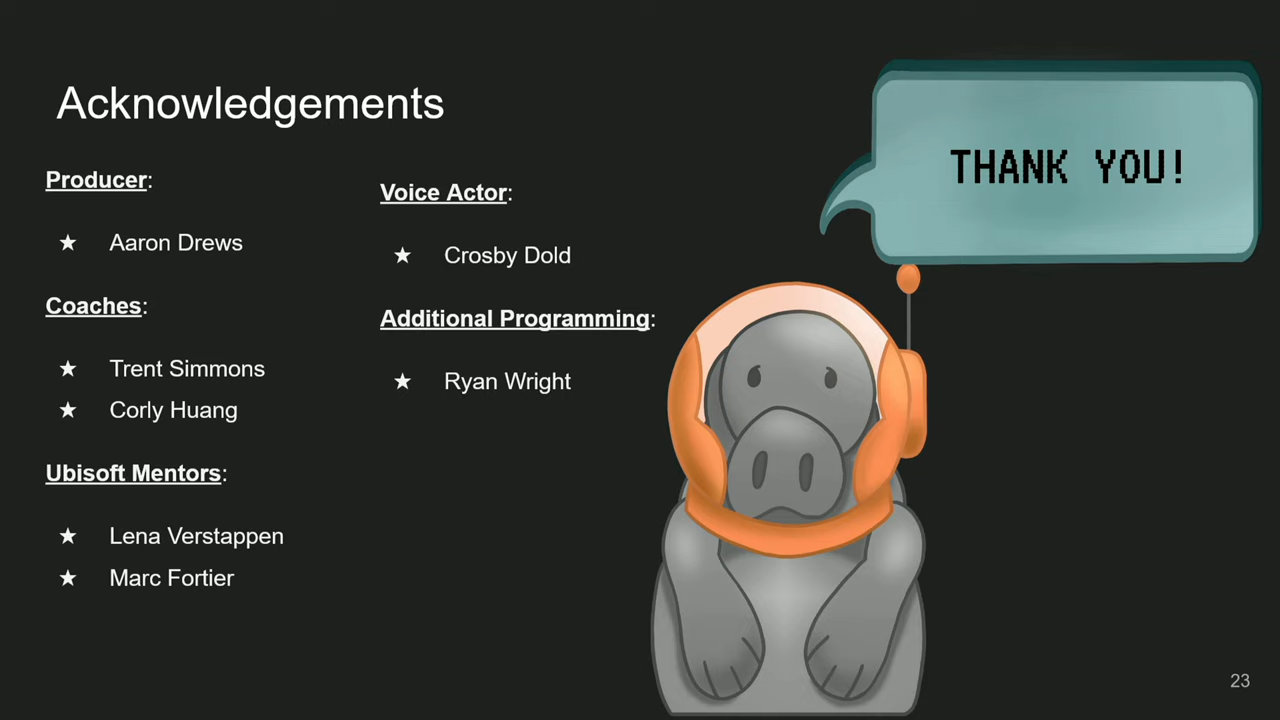 Acknowledgements
Producer:
★ Aaron Drews
Coaches:
★ Trent Simmons
★ Corly Huang
Ubisoft Mentors:
★ Lena Verstappen
★ Marc Fortier
Voice Actor:
★ Crosby Dold
Additional Programming:
★ Ryan Wright
THANK YOU!
23